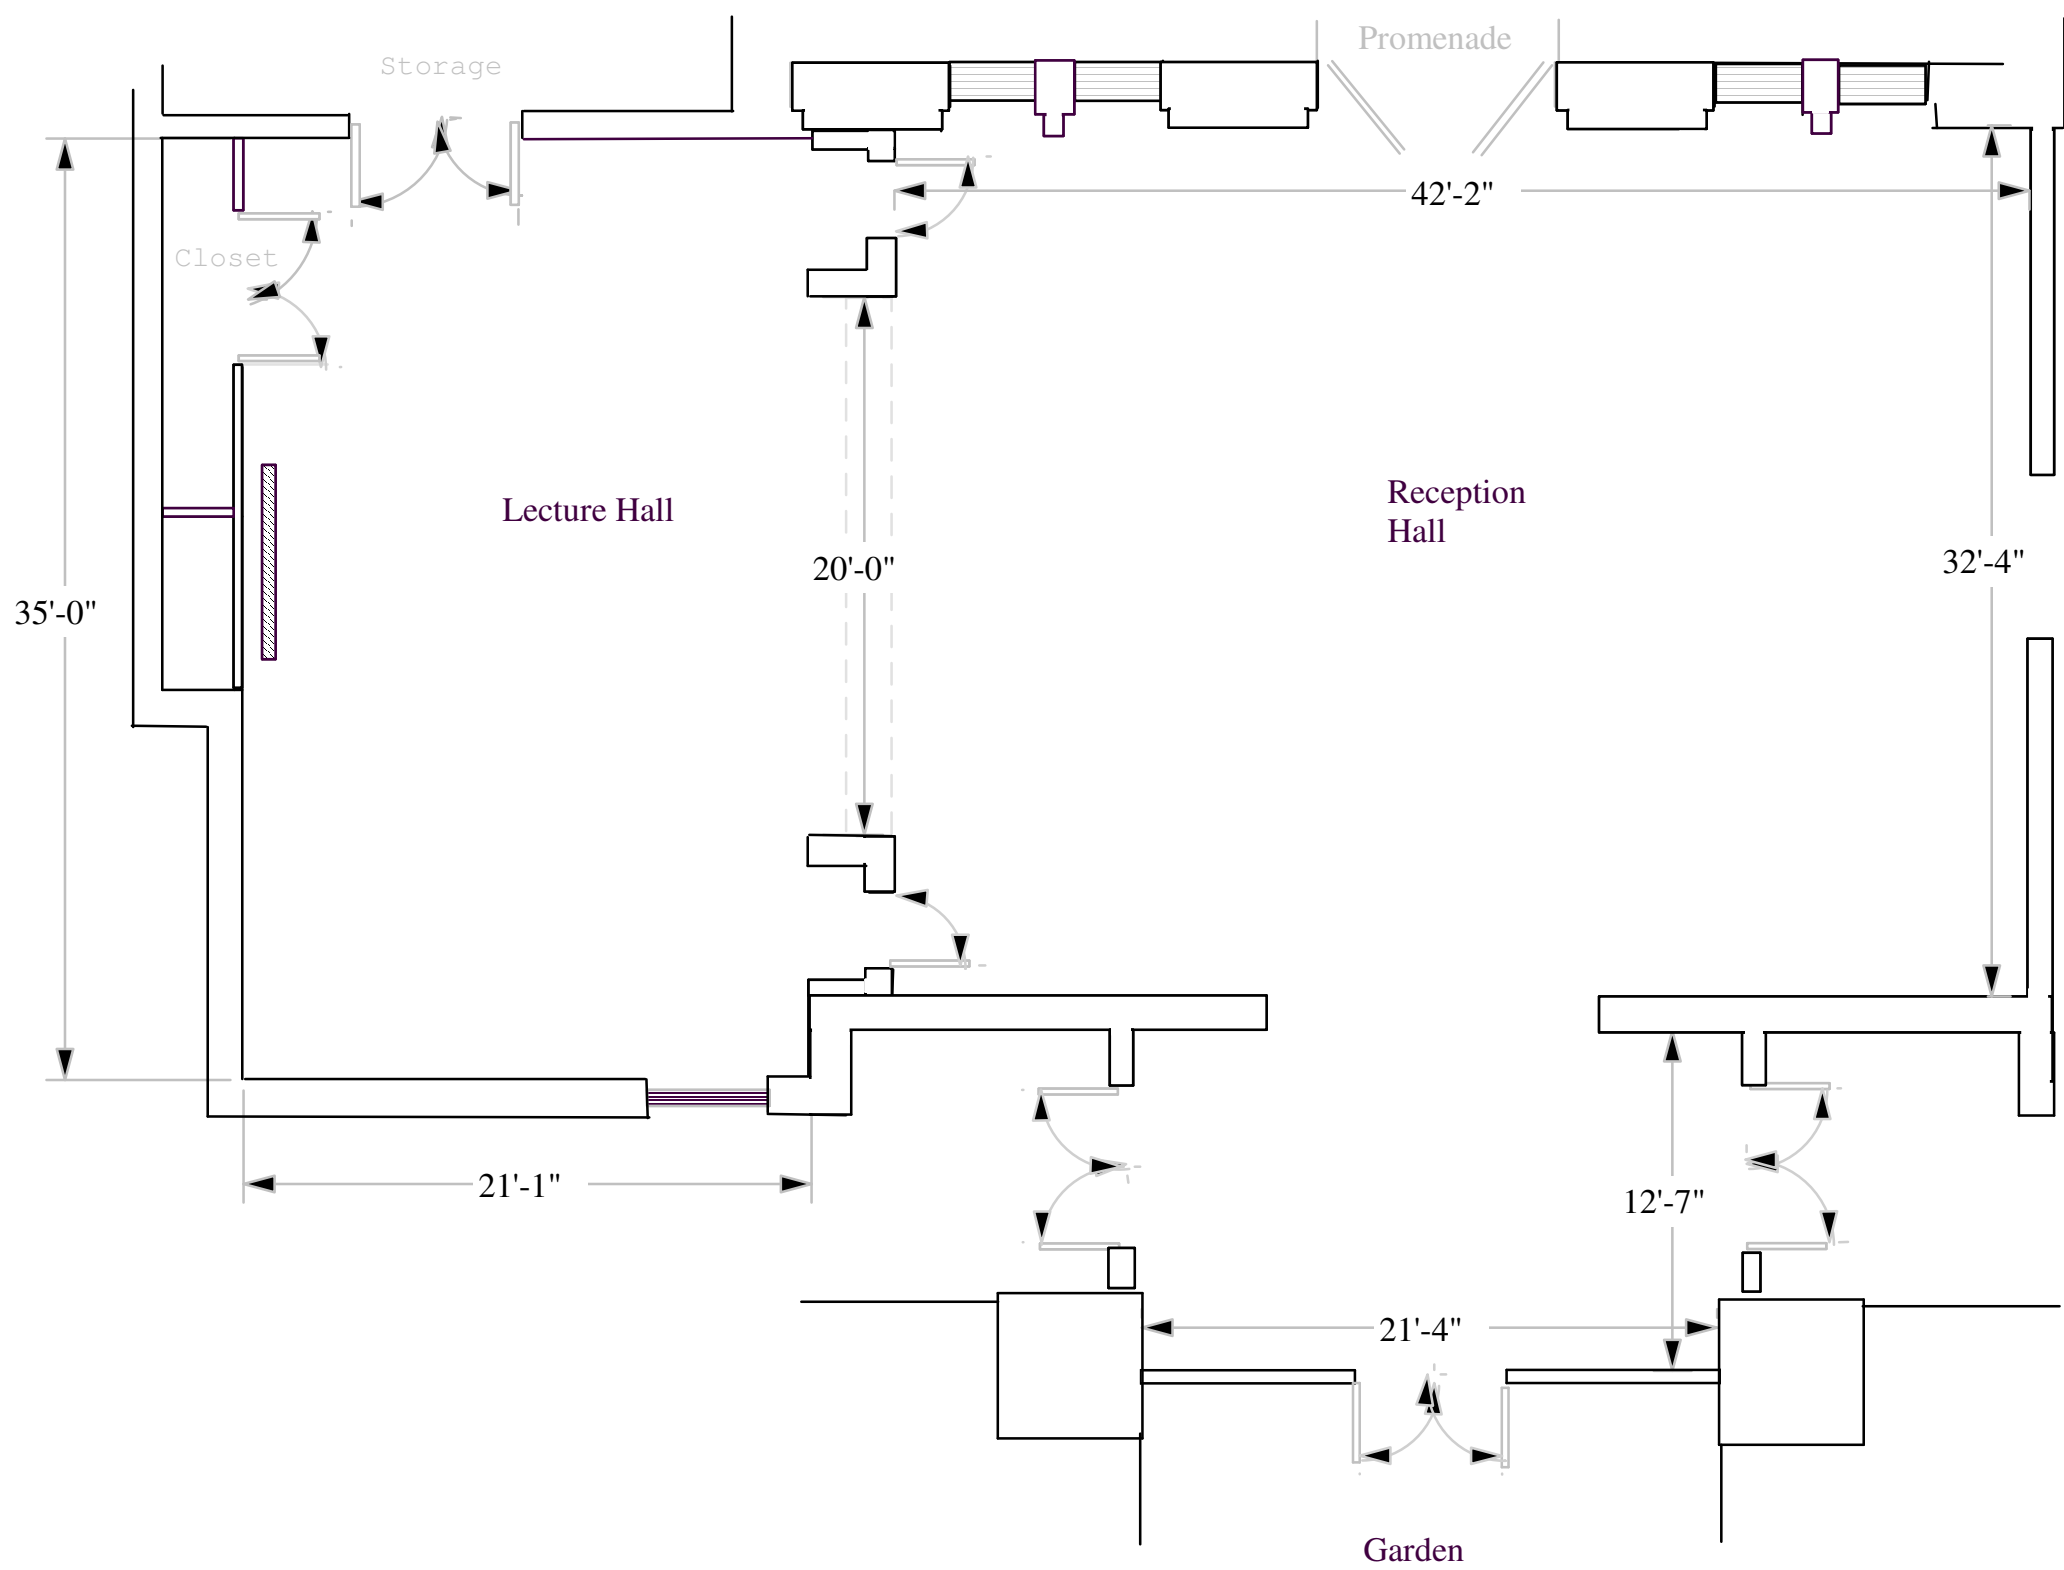 Promenade
Storage
42'-2"
Closet
Lecture Hall
Reception
Hall
20'-0"
32'-4"
35'-0"
21'-1"
12'-7"
21'-4"
Garden